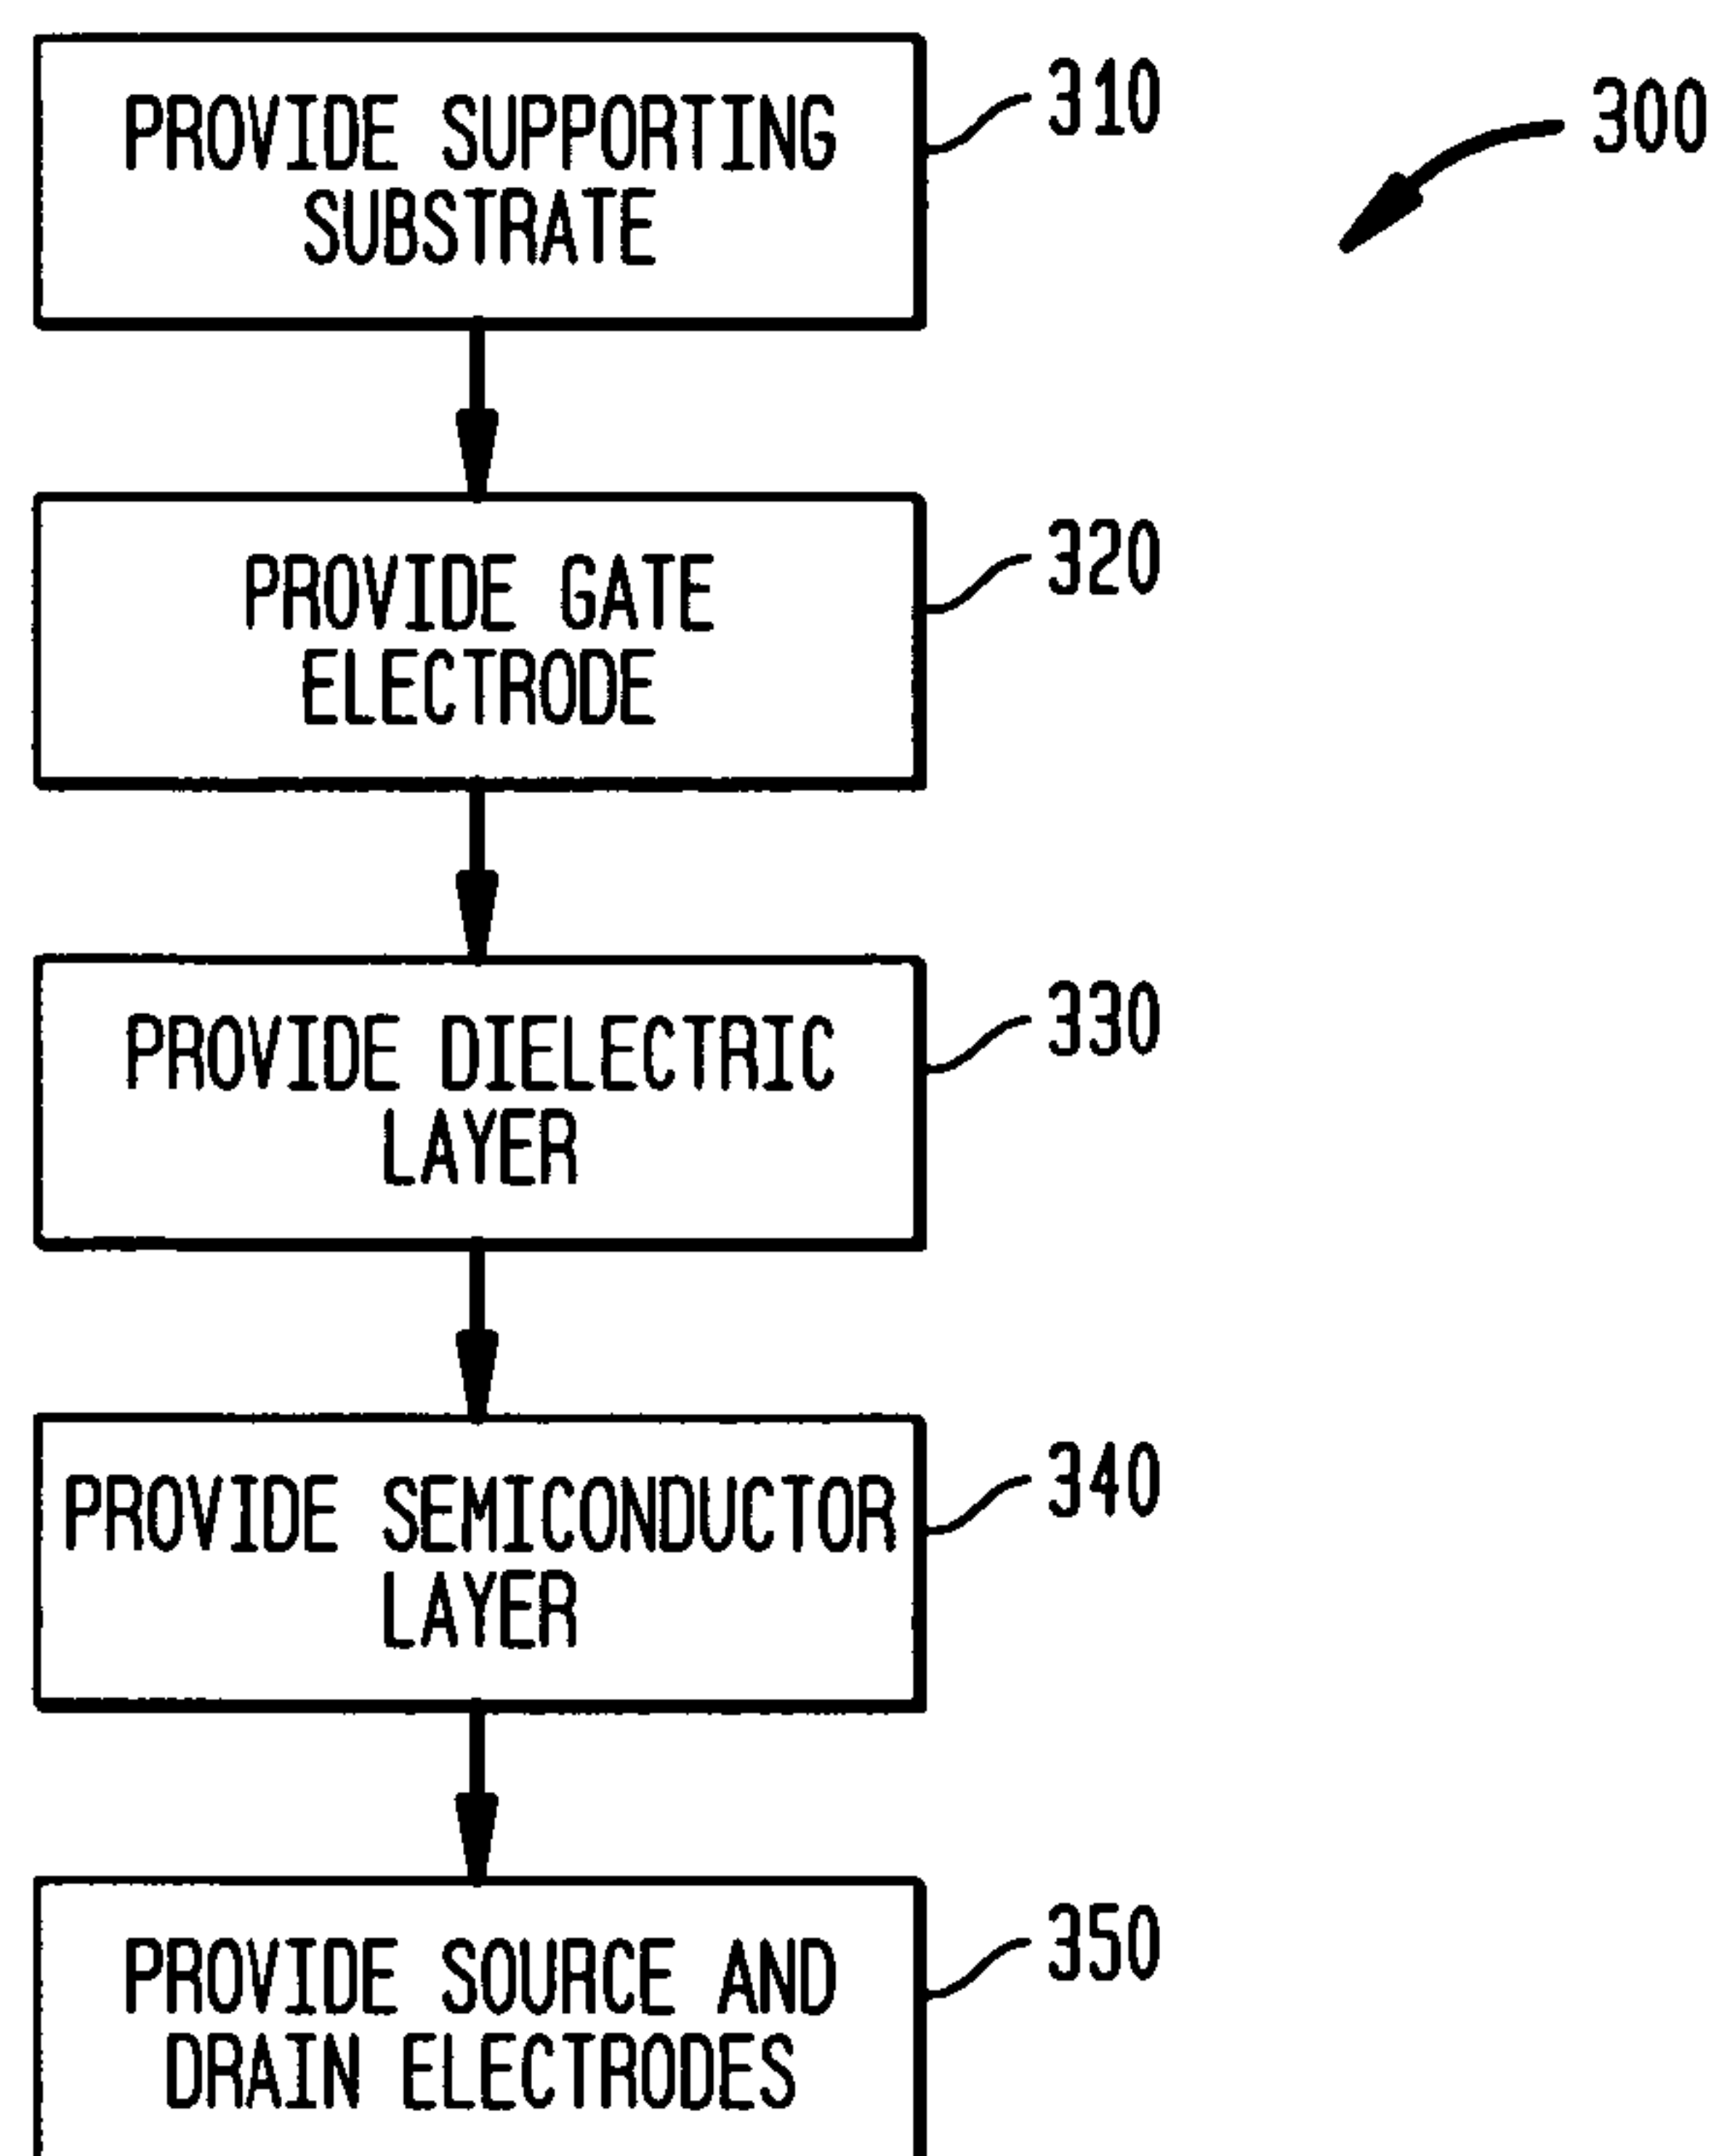 PROVIDE SUPPORTING
SUBSTRATE
310
300
PROVIDE GATE
ELECTRODE
320
PROVIDE DIELECTRIC
LAYER
330
PROVIDE SEMICONDUCTOR
LAYER
340
PROVIDE SOURCE AND
DRAIN ELECTRODES
350